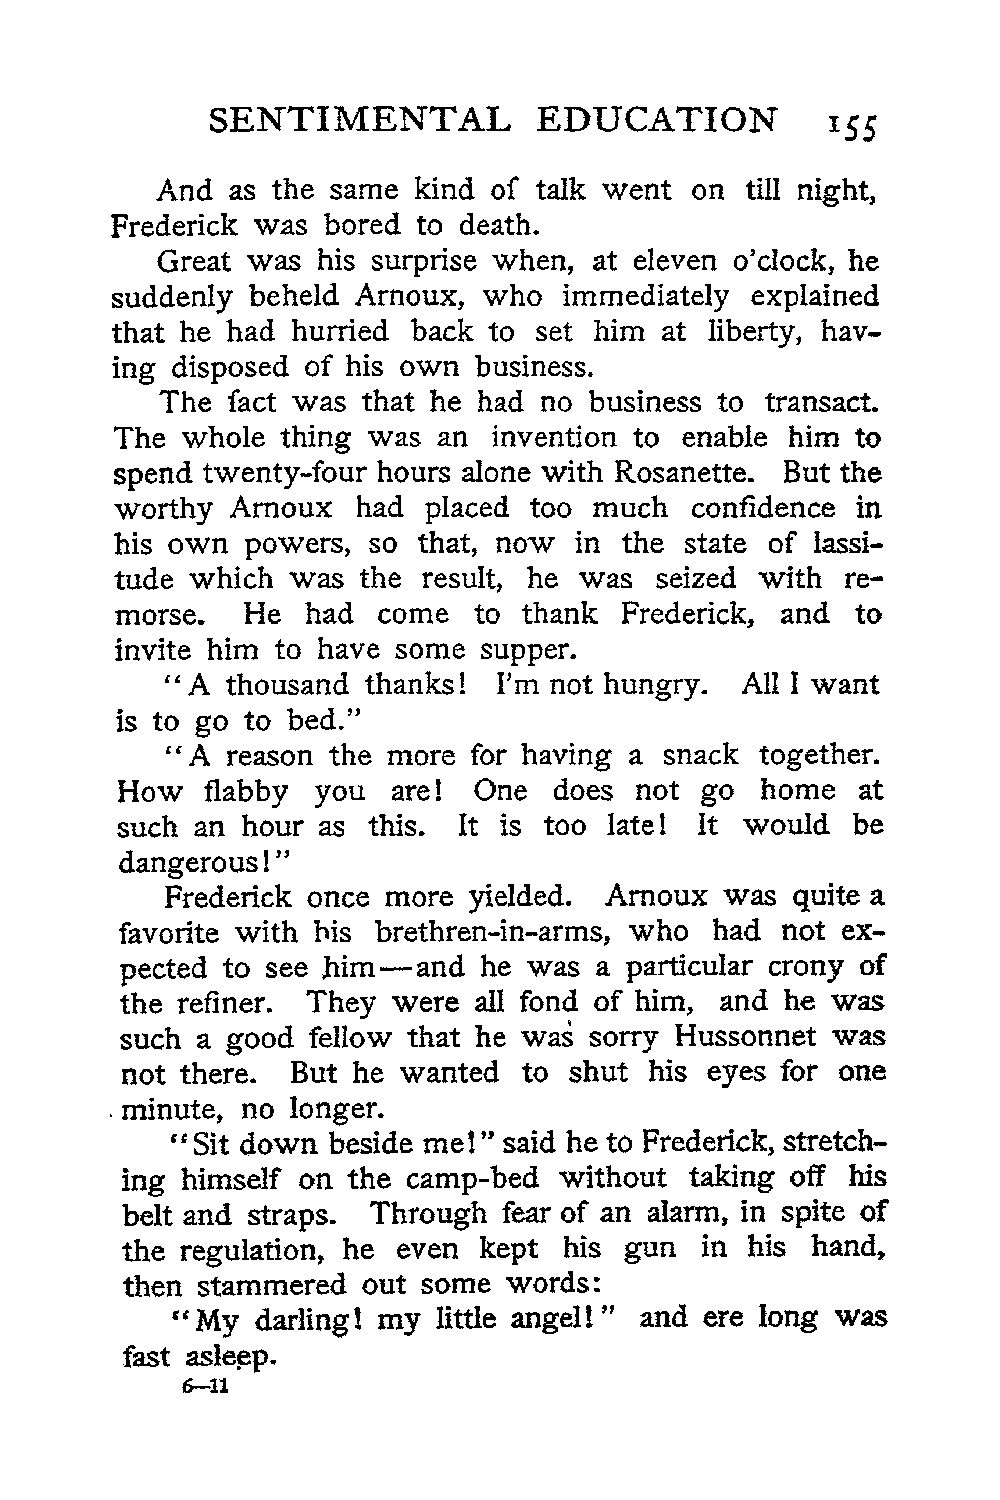 SENTIMENTAL EDUCATION 155
And as the same kind of talk went on till night,
Frederick was bored to death.
Great was his surprise when, at eleven o'clock, he
suddenly beheld Arnoux, who immediately explained
that he had hurried back to set him at liberty, hav-
ing disposed of his own business.
The fact was that he had no business to transact.
The whole thing was an invention to enable him to
spend twenty-four hours alone with Rosanette. But the
worthy Arnoux had placed too much confidence in
his own powers, so that, now in the state of lassi-
tude which was the result, he was seized with re-
morse. He had come to thank Frederick, and to
invite him to have some supper.
“A thousand thanks! I'm not hungry. All I want
is to go to bed.”
“A reason the more for having a snack together.
How flabby you are! One does not go home at
such an hour as this. It is too late! It would be
dangerous!”
Frederick once more yielded. Arnoux was quite a
favorite with his brethren-in-arms, who had not ex-
pected to see him—and he was a particular crony of
the refiner. They were all fond of him, and he was
such a good fellow that he was sorry Hussonnet was
not there. But he wanted to shut his eyes for one
minute, no longer.
“Sit down beside me!” said he to Frederick, stretch-
ing himself on the camp-bed without taking off his
belt and straps. Through fear of an alarm, in spite of
the regulation, he even kept his gun in his hand,
then stammered out some words:
“My darling! my little angel!” and ere long was
fast asleep.
6—11